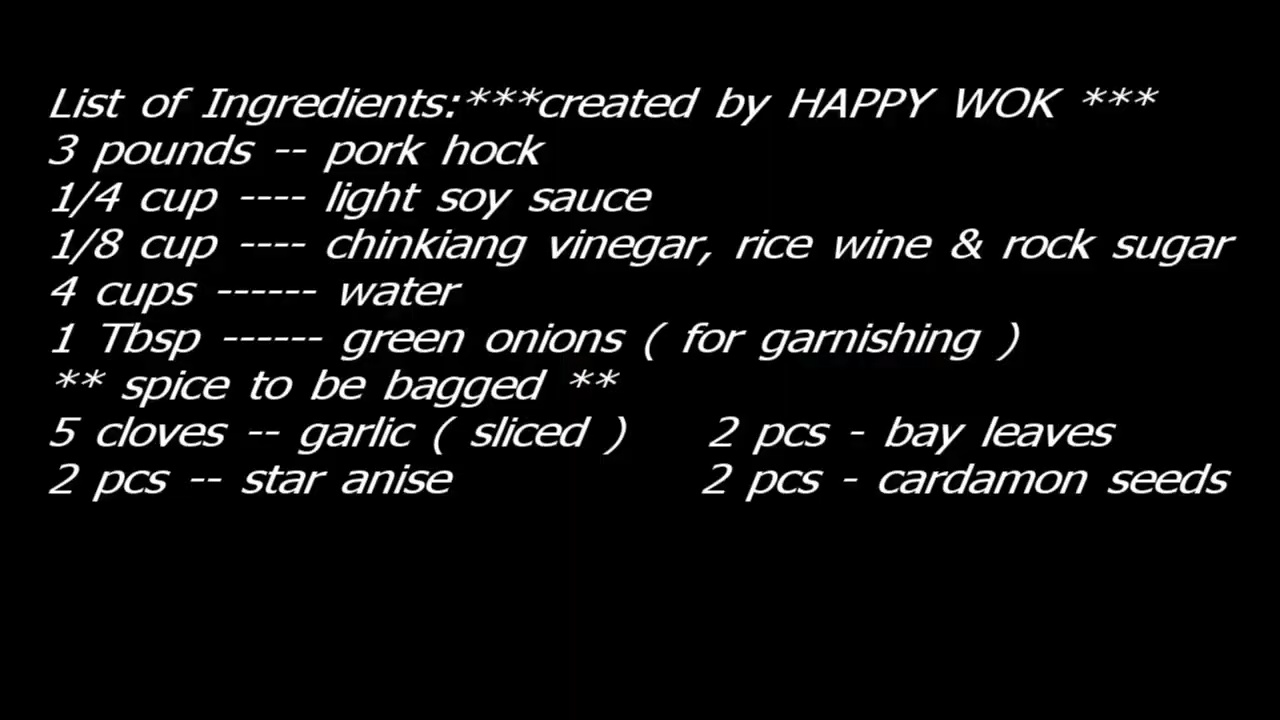 List of Ingredients:***created by HAPPY WOK ***
3 pounds -- pork hock
1/4 cup ---- light soy sauce
1/8 cup ---- chinkiang vinegar, rice wine & rock sugar
4 cups ------ water
1 Tbsp ------ green onions ( for garnishing )
** spice to be bagged **
5 cloves -- garlic ( sliced ) 2 pcs - bay leaves
2 pcs -- star anise 2 pcs - cardamon seeds